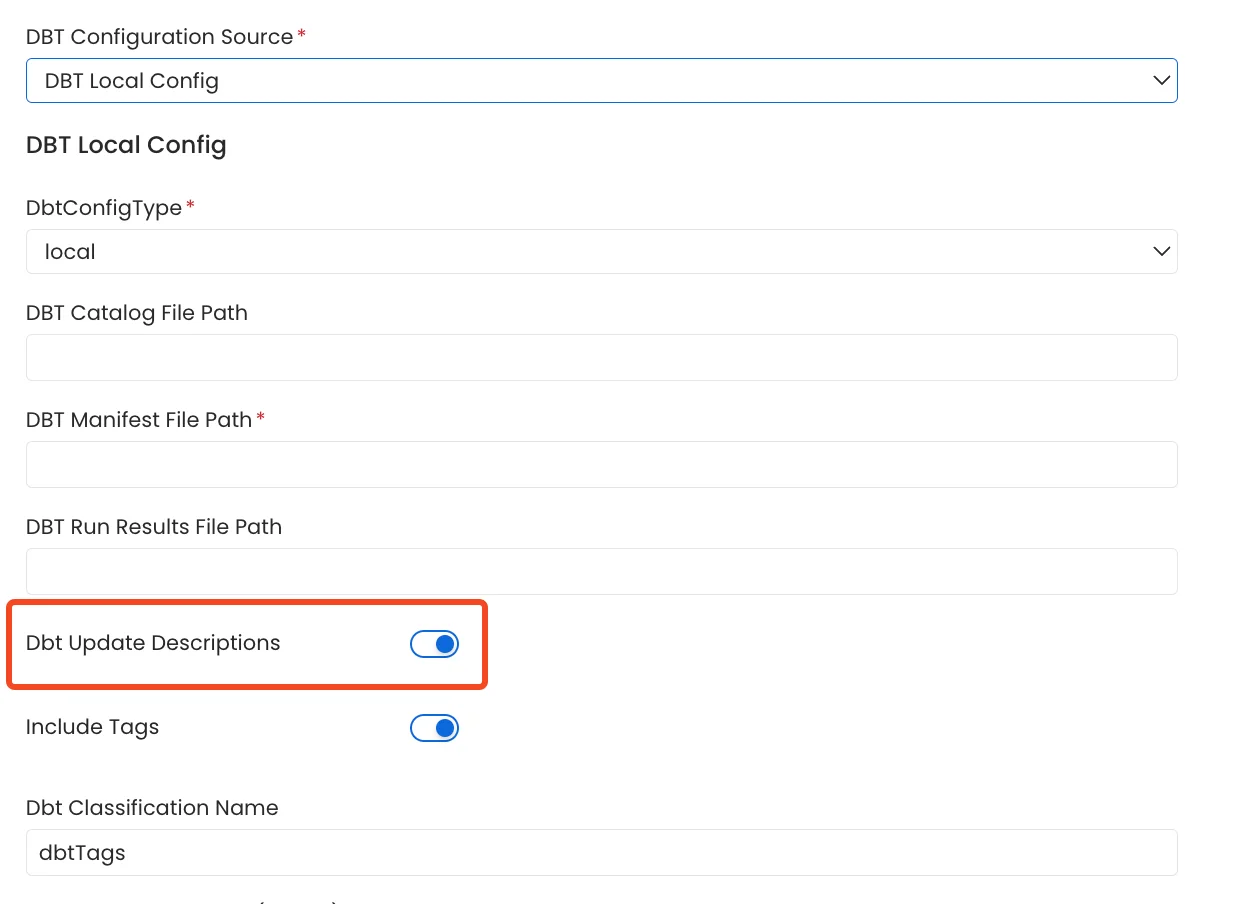 DBT Configuration Source*
DBT Local Config
DBT Local Config
DbtConfigType*
local
DBT Catalog File Path
DBT Manifest File Path*
DBT Run Results File Path
Dbt Update Descriptions
Include Tags
Dbt Classification Name
dbtTags